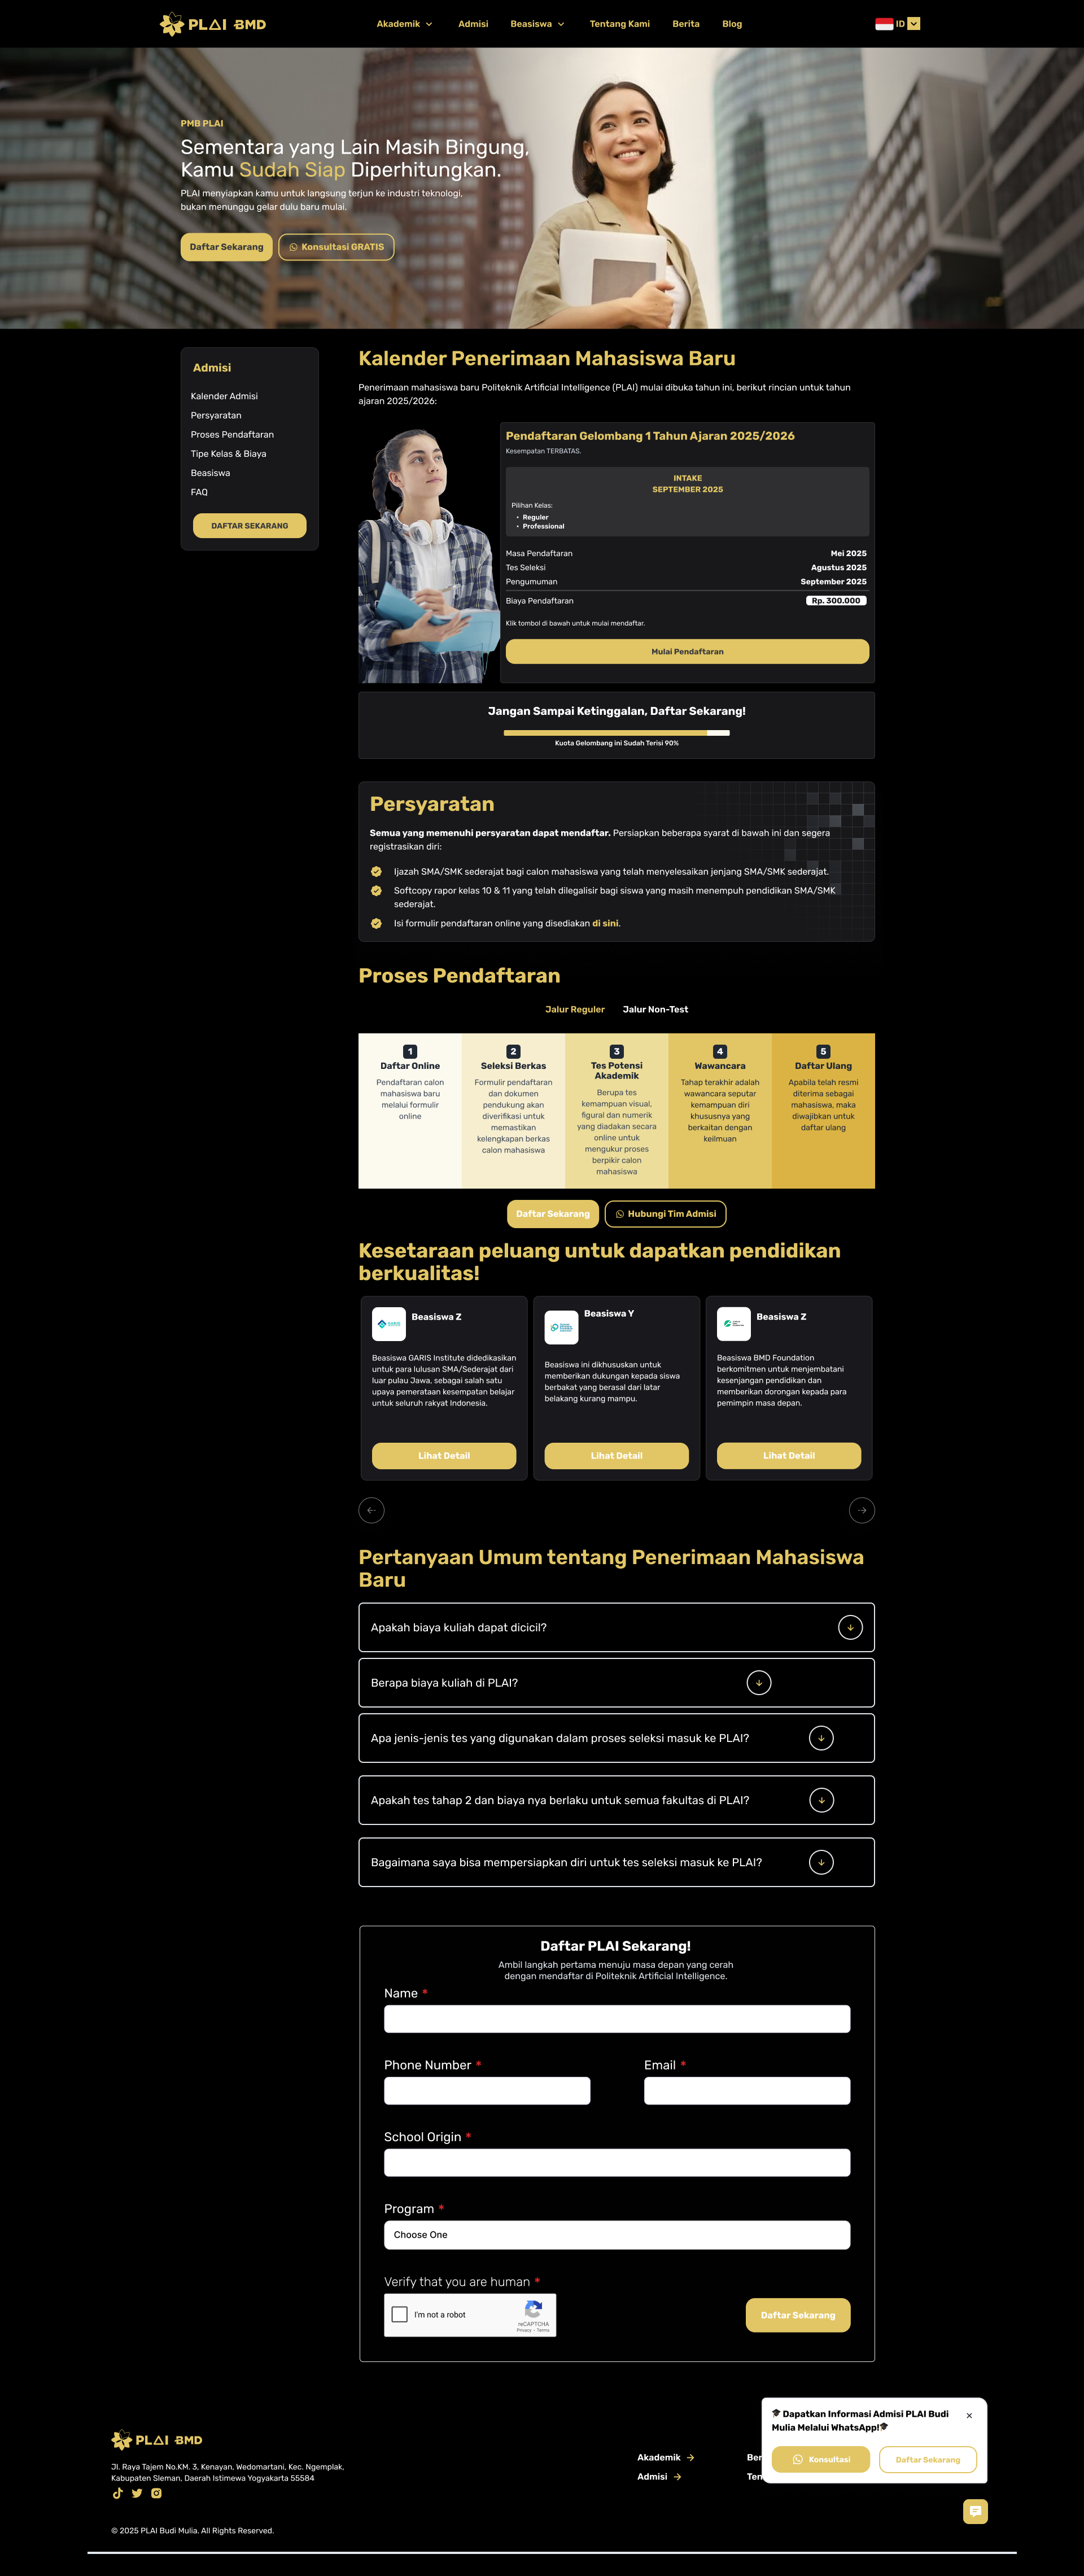 PLAI BMD
Akademik
Admisi
Beasiswa
Tentang Kami
Berita
Blog
ID
PMB PLAI
Sementara yang Lain Masih Bingung,
Kamu Sudah Siap Diperhitungkan.
PLAI menyiapkan kamu untuk langsung terjun ke industri teknologi,
bukan menunggu gelar dulu baru mulai.
Daftar Sekarang
Konsultasi GRATIS
Admisi
Kalender Admisi
Persyaratan
Proses Pendaftaran
Tipe Kelas & Biaya
Beasiswa
FAQ
DAFTAR SEKARANG
Kalender Penerimaan Mahasiswa Baru
Penerimaan mahasiswa baru Politeknik Artificial Intelligence (PLAI) mulai dibuka tahun ini, berikut rincian untuk tahun
ajaran 2025/2026:
Pendaftaran Gelombang 1 Tahun Ajaran 2025/2026
Kesempatan TERBATAS.
INTAKE
SEPTEMBER 2025
Pilihan Kelas:
• Reguler
• Professional
Masa Pendaftaran Mei 2025
Tes Seleksi Agustus 2025
Pengumuman September 2025
Biaya Pendaftaran Rp. 300.000
Klik tombol di bawah untuk mulai mendaftar.
Mulai Pendaftaran
Jangan Sampai Ketinggalan, Daftar Sekarang!
Kuota Gelombang ini Sudah Terisi 90%
Persyaratan
Semua yang memenuhi persyaratan dapat mendaftar. Persiapkan beberapa syarat di bawah ini dan segera
registrasikan diri:
Ijazah SMA/SMK sederajat bagi calon mahasiswa yang telah menyelesaikan jenjang SMA/SMK sederajat.
Softcopy rapor kelas 10 & 11 yang telah dilegalisir bagi siswa yang masih menempuh pendidikan SMA/SMK
sederajat.
Isi formulir pendaftaran online yang disediakan di sini.
Proses Pendaftaran
Jalur Reguler
Jalur Non-Test
1
Daftar Online
Pendaftaran calon
mahasiswa baru
melalui formulir
online
2
Seleksi Berkas
Formulir pendaftaran
dan dokumen
pendukung akan
diverifikasi untuk
memastikan
kelengkapan berkas
calon mahasiswa
3
Tes Potensi
Akademik
Berupa tes
kemampuan visual,
figural dan numerik
yang diadakan secara
online untuk
mengukur proses
berpikir calon
mahasiswa
4
Wawancara
Tahap terakhir adalah
wawancara seputar
kemampuan diri
khususnya yang
berkaitan dengan
keilmuan
5
Daftar Ulang
Apabila telah resmi
diterima sebagai
mahasiswa, maka
diwajibkan untuk
daftar ulang
Daftar Sekarang
Hubungi Tim Admisi
Kesetaraan peluang untuk dapatkan pendidikan
berkualitas!
Beasiswa Z
Beasiswa GARIS Institute didedikasikan
untuk para lulusan SMA/Sederajat dari
luar pulau Jawa, sebagai salah satu
upaya pemerataan kesempatan belajar
untuk seluruh rakyat Indonesia.
Lihat Detail
Beasiswa Y
Beasiswa ini dikhususkan untuk
memberikan dukungan kepada siswa
berbakat yang berasal dari latar
belakang kurang mampu.
Lihat Detail
Beasiswa Z
Beasiswa BMD Foundation
berkomitmen untuk menjembatani
kesenjangan pendidikan dan
memberikan dorongan kepada para
pemimpin masa depan.
Lihat Detail
Pertanyaan Umum tentang Penerimaan Mahasiswa
Baru
Apakah biaya kuliah dapat dicicil?
Berapa biaya kuliah di PLAI?
Apa jenis-jenis tes yang digunakan dalam proses seleksi masuk ke PLAI?
Apakah tes tahap 2 dan biaya nya berlaku untuk semua fakultas di PLAI?
Bagaimana saya bisa mempersiapkan diri untuk tes seleksi masuk ke PLAI?
Daftar PLAI Sekarang!
Ambil langkah pertama menuju masa depan yang cerah
dengan mendaftar di Politeknik Artificial Intelligence.
Name *
Phone Number *
Email *
School Origin *
Program *
Choose One
Verify that you are human *
I'm not a robot
reCAPTCHA
Privacy - Terms
Daftar Sekarang
PLAI BMD
Jl. Raya Tajem No.KM. 3, Kenayan, Wedomartani, Kec. Ngemplak,
Kabupaten Sleman, Daerah Istimewa Yogyakarta 55584
© 2025 PLAI Budi Mulia. All Rights Reserved.
Akademik
Admisi
Ber
Ten
Dapatkan Informasi Admisi PLAI Budi
Mulia Melalui WhatsApp!
Konsultasi
Daftar Sekarang